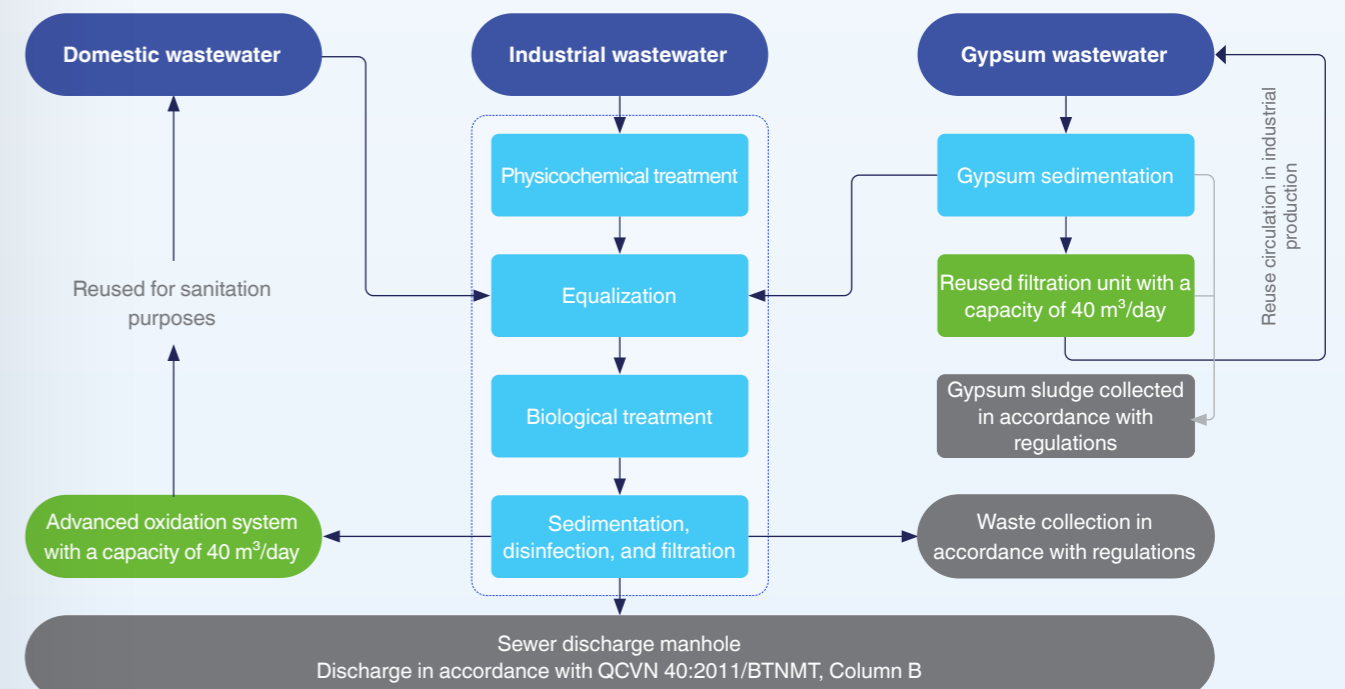 Domestic wastewater
Industrial wastewater
Gypsum wastewater
Physicochemical treatment
Gypsum sedimentation
Reuse circulation in industrial
production
Reused for sanitation
purposes
Equalization
Reused filtration unit with a
capacity of 40 m³/day
Biological treatment
Gypsum sludge collected
in accordance with
regulations
Advanced oxidation system
with a capacity of 40 m³/day
Sedimentation,
disinfection, and filtration
Waste collection in
accordance with regulations
Sewer discharge manhole
Discharge in accordance with QCVN 40:2011/BTNMT, Column B